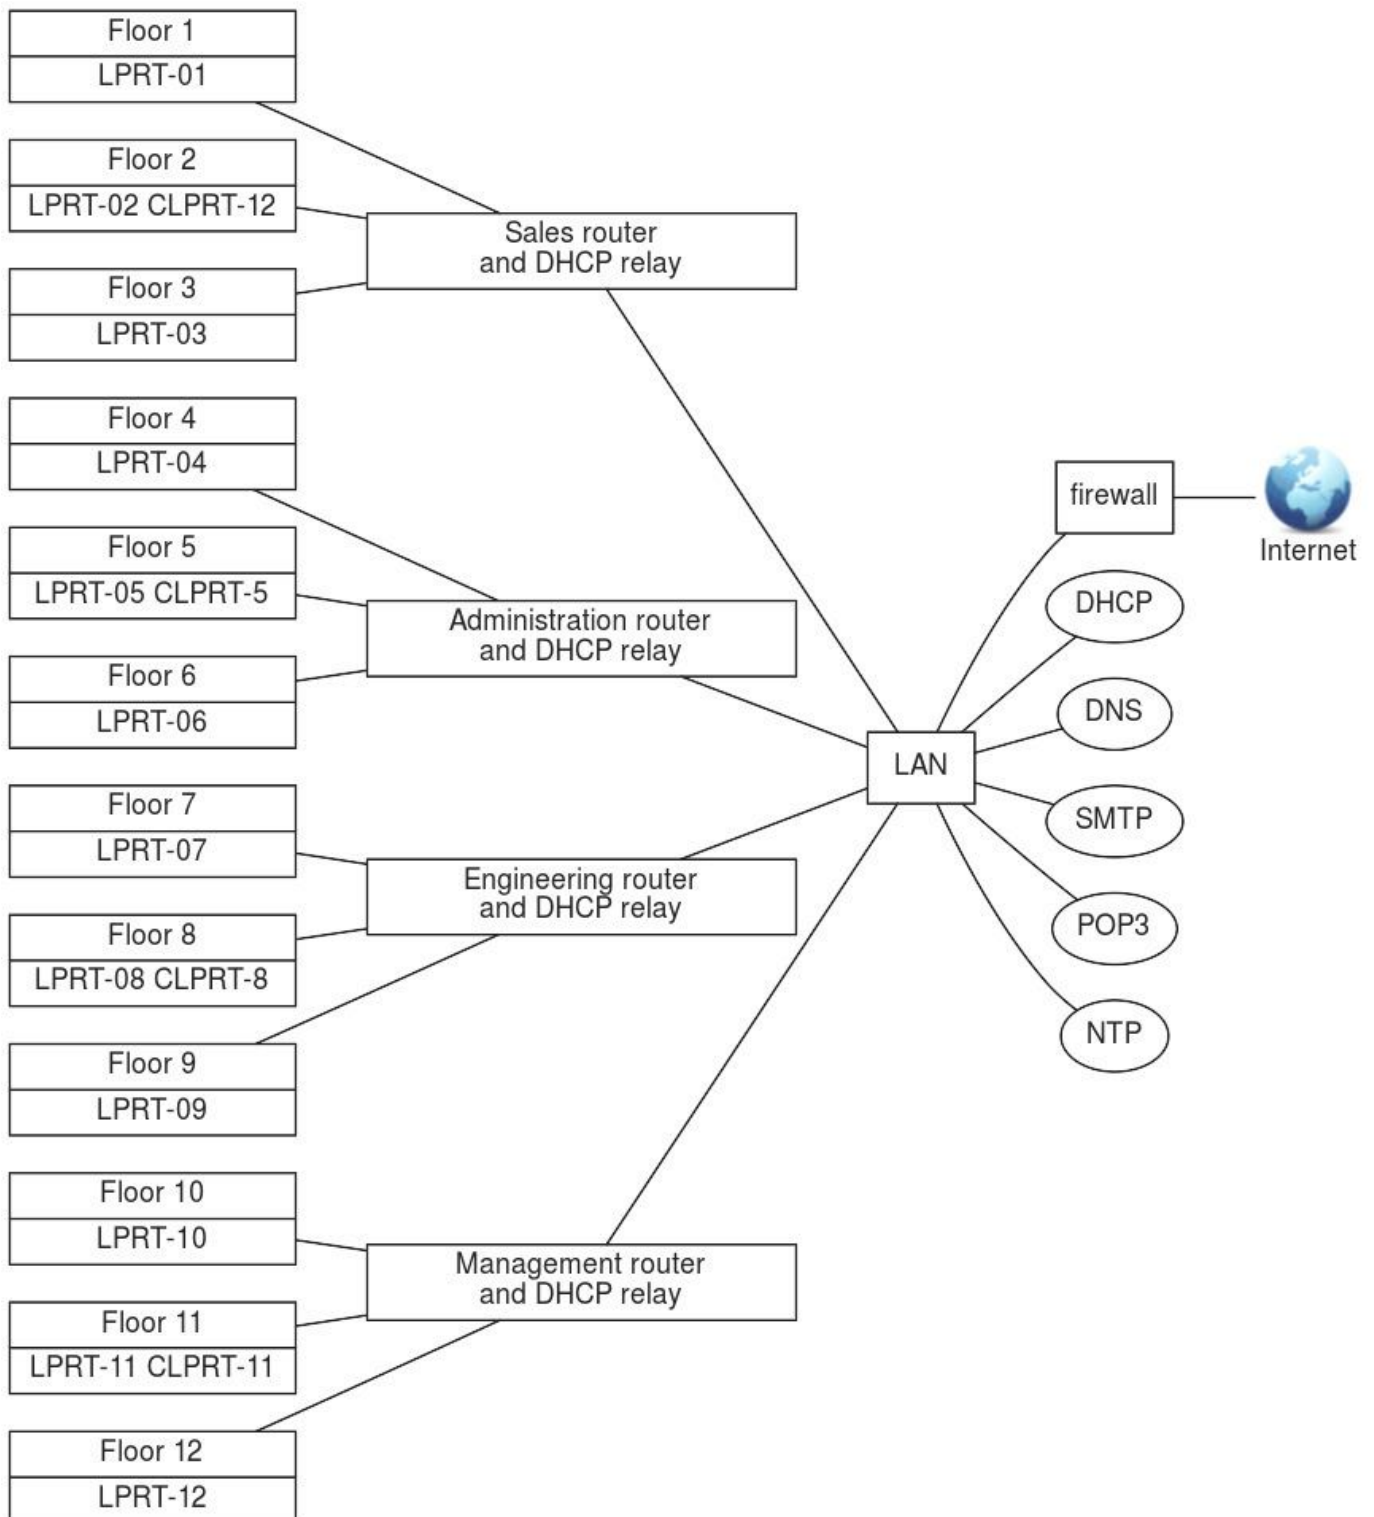 Floor 1
LPRT-01
Floor 2
LPRT-02 CLPRT-12
Floor 3
LPRT-03
Floor 4
LPRT-04
Floor 5
LPRT-05 CLPRT-5
Floor 6
LPRT-06
Floor 7
LPRT-07
Floor 8
LPRT-08 CLPRT-8
Floor 9
LPRT-09
Floor 10
LPRT-10
Floor 11
LPRT-11 CLPRT-11
Floor 12
LPRT-12
Sales router
and DHCP relay
Administration router
and DHCP relay
Engineering router
and DHCP relay
Management router
and DHCP relay
LAN
firewall
Internet
DHCP
DNS
SMTP
POP3
NTP